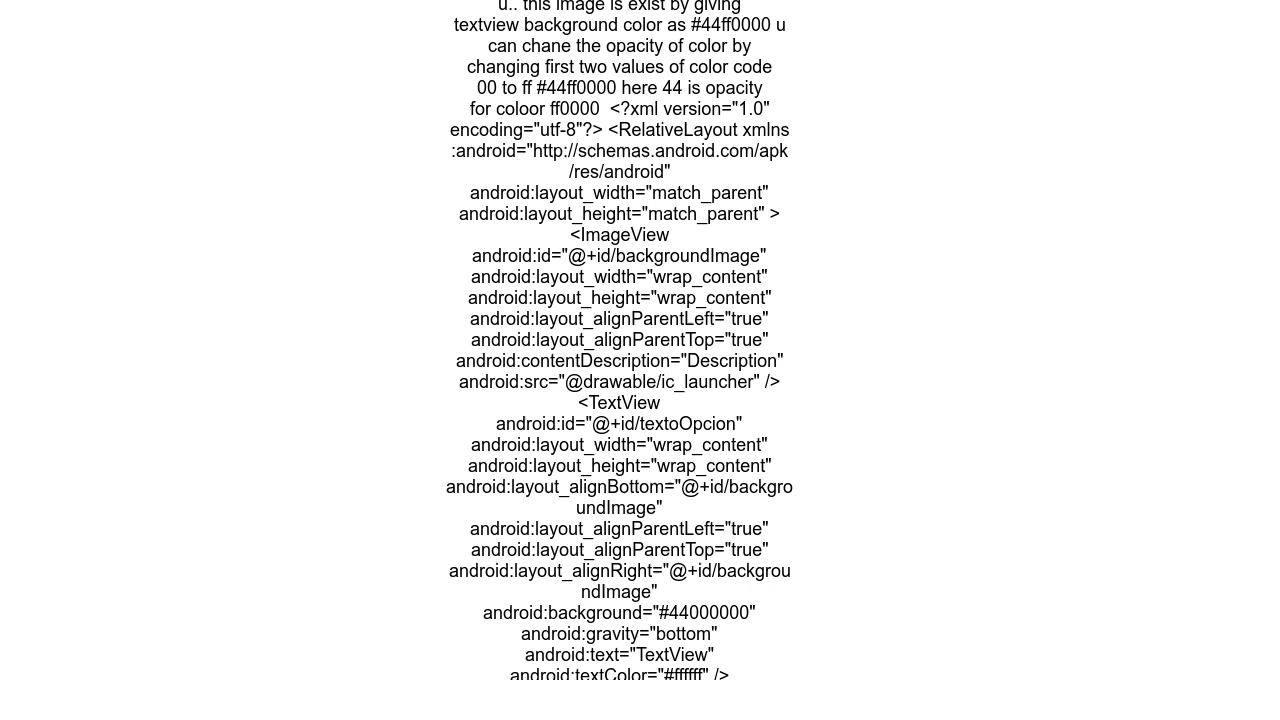 u.. this image is exist by giving
textview background color as #44ff0000 u
can chane the opacity of color by
changing first two values of color code
00 to ff #44ff0000 here 44 is opacity
for coloor ff0000  <?xml version="1.0"
encoding="utf-8"?> <RelativeLayout xmlns
:android="http://schemas.android.com/apk
/res/android"
android:layout_width="match_parent"
android:layout_height="match_parent" >
<ImageView
android:id="@+id/backgroundImage"
android:layout_width="wrap_content"
android:layout_height="wrap_content"
android:layout_alignParentLeft="true"
android:layout_alignParentTop="true"
android:contentDescription="Description"
android:src="@drawable/ic_launcher" />
<TextView
android:id="@+id/textoOpcion"
android:layout_width="wrap_content"
android:layout_height="wrap_content"
android:layout_alignBottom="@+id/backgro
undImage"
android:layout_alignParentLeft="true"
android:layout_alignParentTop="true"
android:layout_alignRight="@+id/backgrou
ndImage"
android:background="#44000000"
android:gravity="bottom"
android:text="TextView"
android:textColor="#ffffff" />